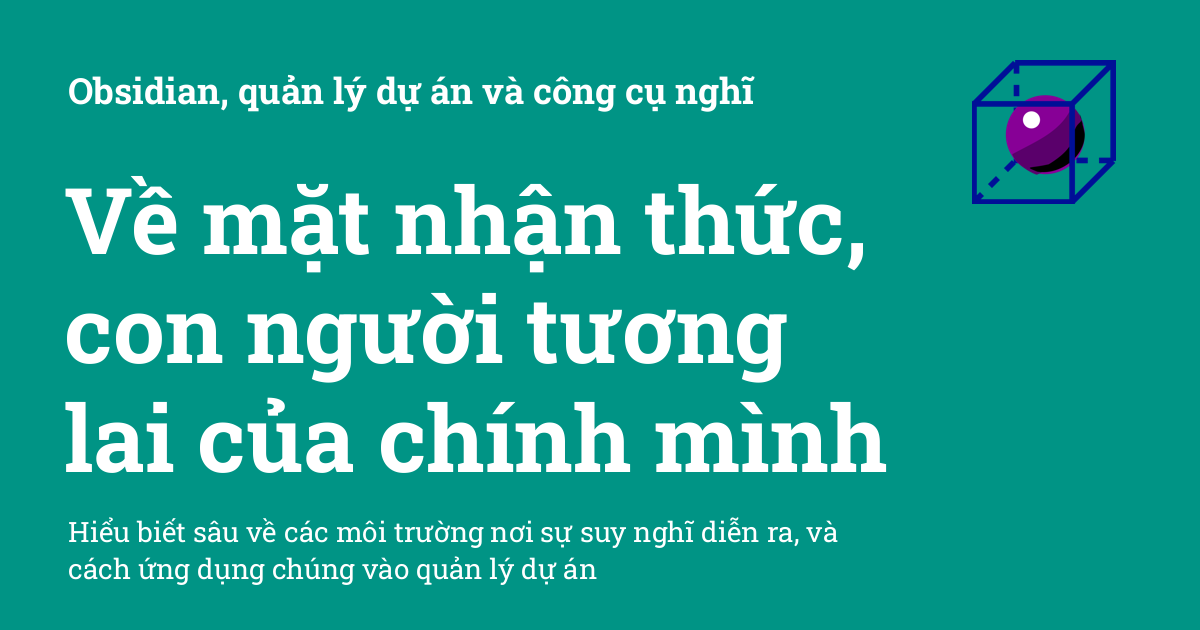 Obsidian, quản lý dự án và công cụ nghĩ
Về mặt nhận thức,
con người tương
lai của chính mình
Hiểu biết sâu về các môi trường nơi sự suy nghĩ diễn ra, và
cách ứng dụng chúng vào quản lý dự án